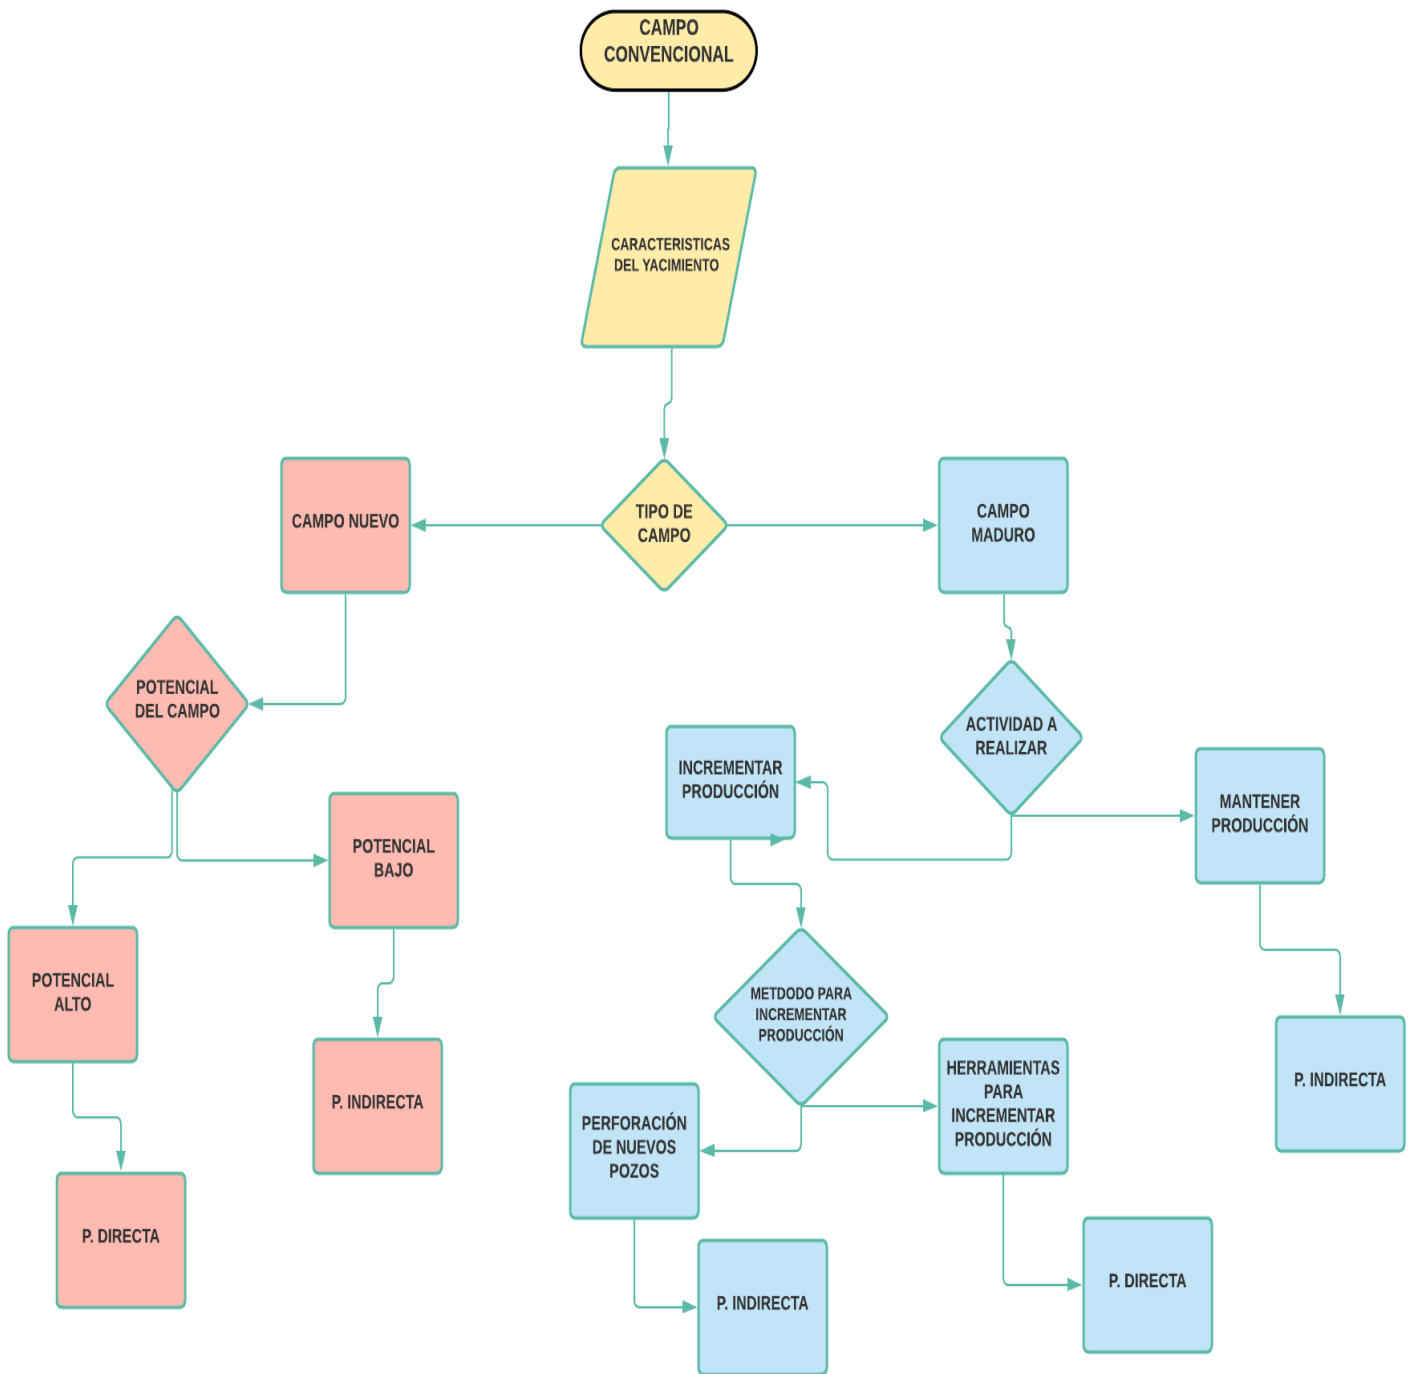 CAMPO
CONVENCIONAL
CARACTERISTICAS
DEL YACIMIENTO
CAMPO NUEVO
TIPO DE
CAMPO
CAMPO
MADURO
POTENCIAL
DEL CAMPO
ACTIVIDAD A
REALIZAR
INCREMENTAR
PRODUCCIÓN
MANTENER
PRODUCCIÓN
POTENCIAL
BAJO
POTENCIAL
ALTO
METDODO PARA
INCREMENTAR
PRODUCCIÓN
P. INDIRECTA
PERFORACIÓN
DE NUEVOS
POZOS
HERRAMIENTAS
PARA
INCREMENTAR
PRODUCCIÓN
P. INDIRECTA
P. DIRECTA
P. INDIRECTA
P. DIRECTA